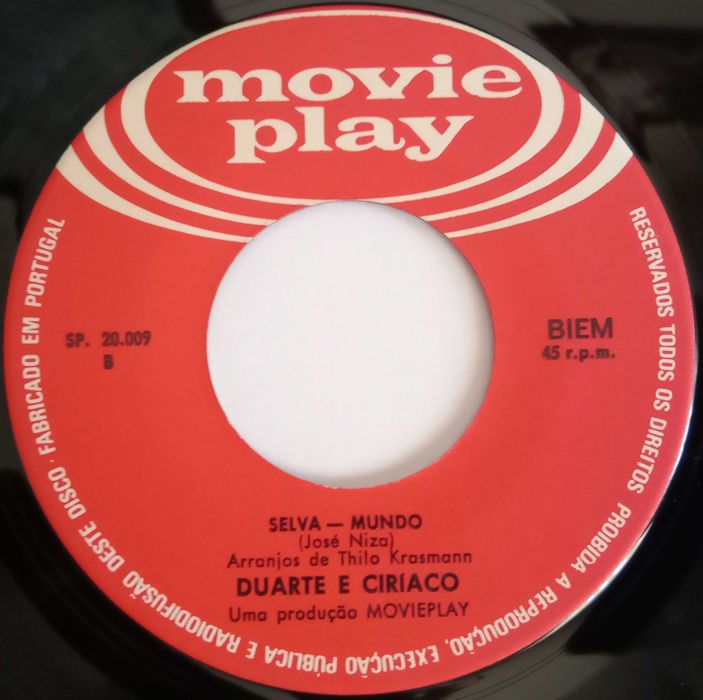 movie
play
SP. 20.009
B
BIEM
45 r.p.m.
SELVA — MUNDO
(José Niza)
Arranjos de Thilo Krasmann
DUARTE E CIRÍACO
Uma produção MOVIEPLAY
RESERVADOS TODOS OS DIREITOS PROIBIDA A REPRODUÇÃO, EXECUÇÃO PÚBLICA E RADIODIFUSÃO DESTE DISCO · FABRICADO EM PORTUGAL